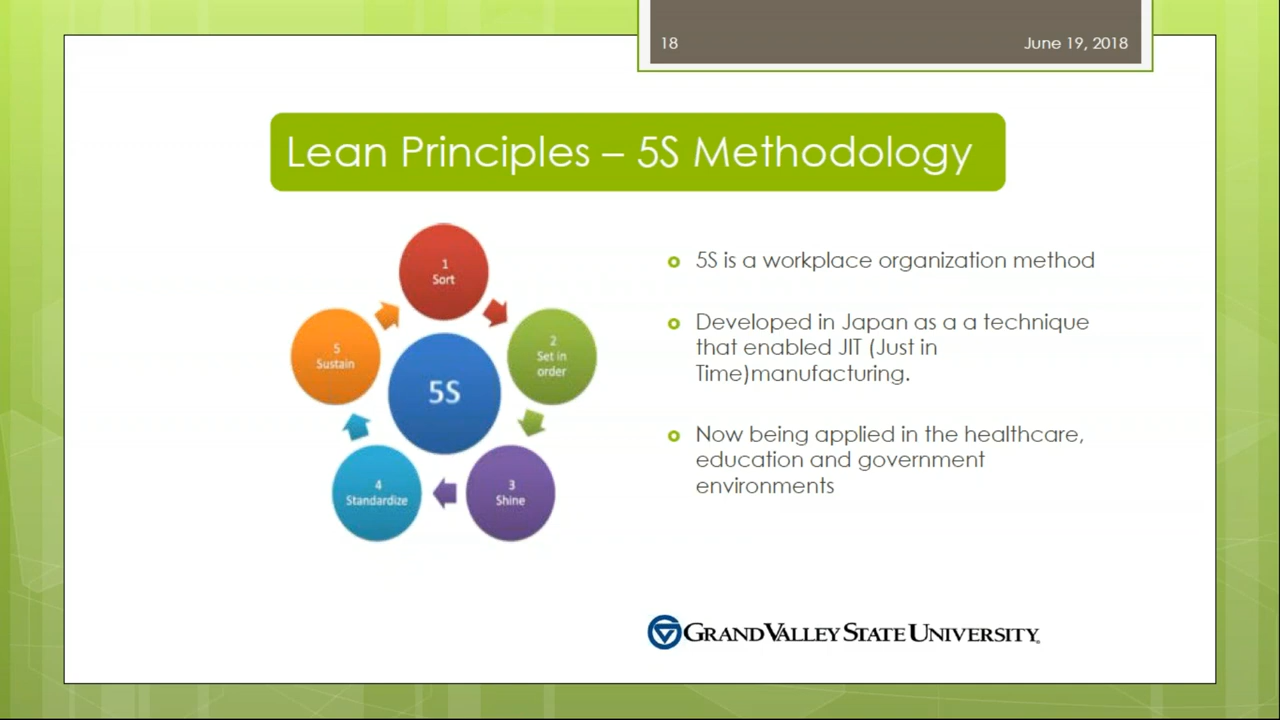 18
June 19, 2018
Lean Principles – 5S Methodology
1
Sort
2
Set in
order
3
Shine
4
Standardize
5
Sustain
5S
5S is a workplace organization method
Developed in Japan as a a technique
that enabled JIT (Just in
Time)manufacturing.
Now being applied in the healthcare,
education and government
environments
GRAND VALLEY STATE UNIVERSITY.